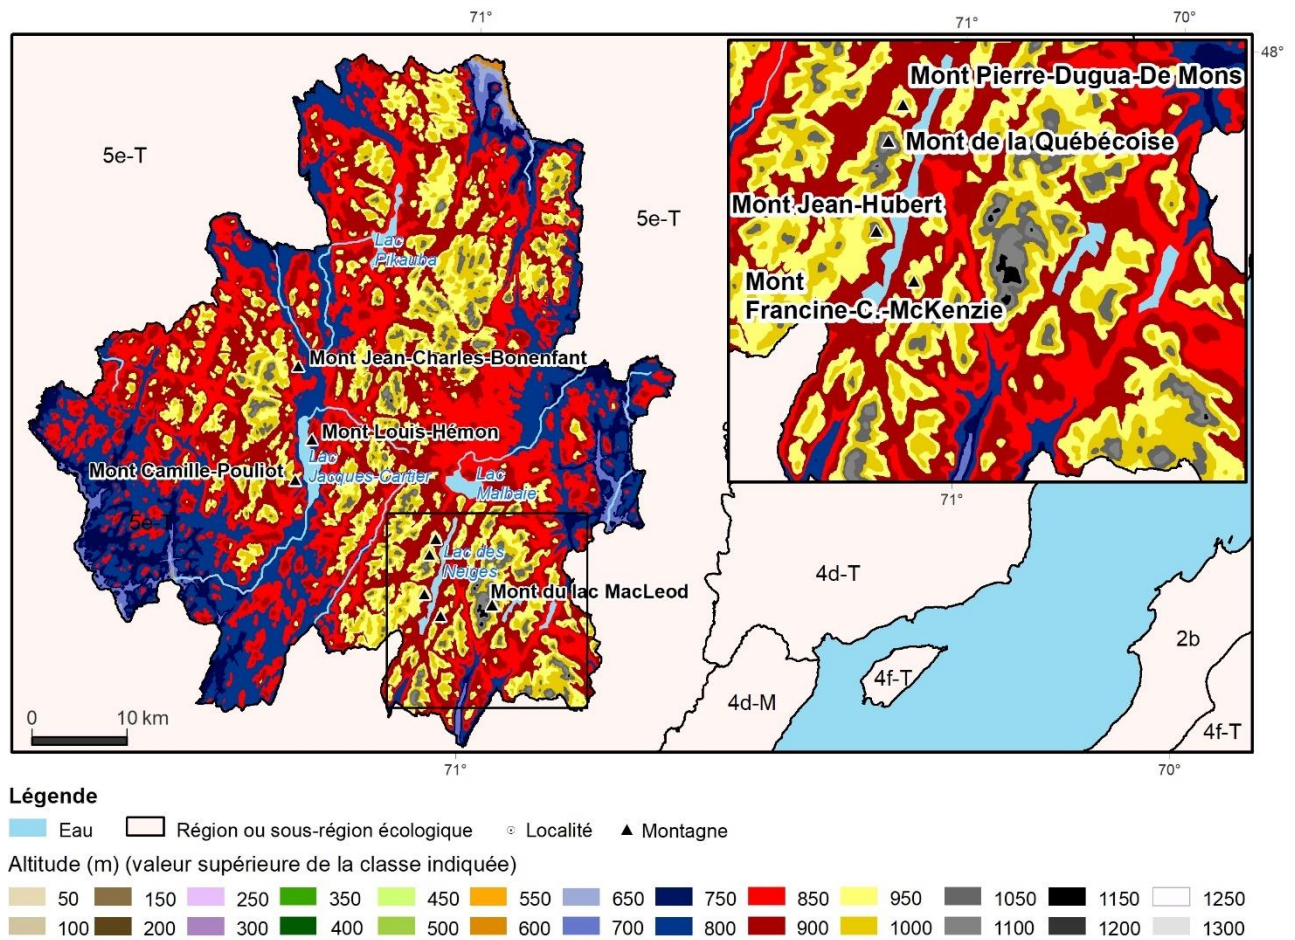 71°
71°
70°
48°
5e-T
5e-T
5e-T
Lac
Pikauba
Mont Jean-Charles-Bonenfant
Mont Louis-Hémon
Mont Camille-Pouliot
Lac
Jacques-Cartier
Lac
Malbaie
Lac des
Neiges
Mont du lac MacLeod
Mont Pierre-Dugua-De Mons
Mont de la Québécoise
Mont Jean-Hubert
Mont
Francine-C.-McKenzie
71°
4d-T
4f-T
4d-M
2b
4f-T
0 10 km
71°
70°
Légende
Eau Région ou sous-région écologique Localité Montagne
Altitude (m) (valeur supérieure de la classe indiquée)
50 150 250 350 450 550 650 750 850 950 1050 1150 1250
100 200 300 400 500 600 700 800 900 1000 1100 1200 1300